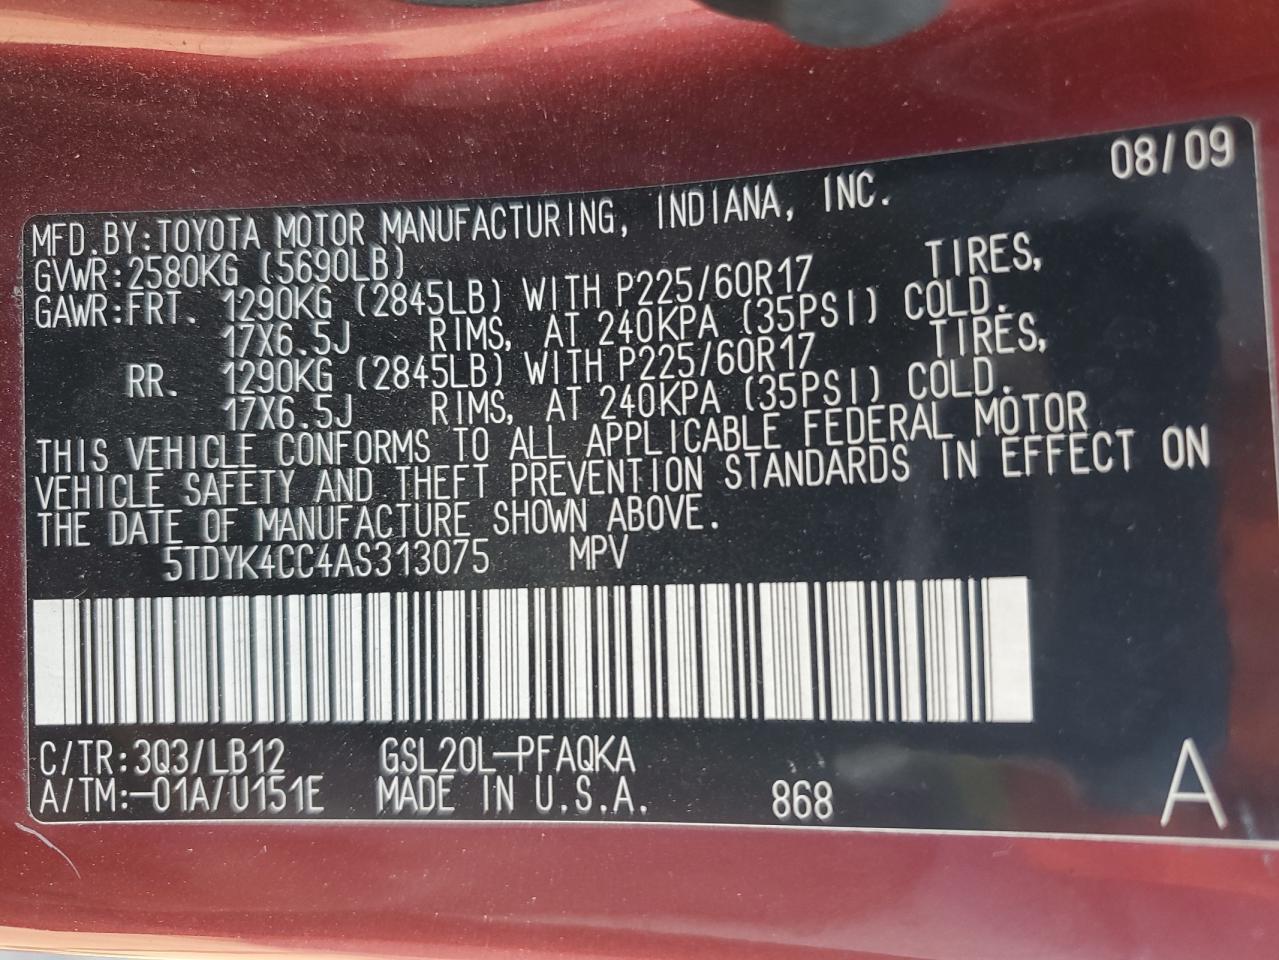 08/09
MFD.BY:TOYOTA MOTOR MANUFACTURING, INDIANA, INC.
GVWR:2580KG (5690LB)
GAWR:FRT. 1290KG (2845LB) WITH P225/60R17 TIRES,
17X6.5J RIMS, AT 240KPA (35PSI) COLD.
RR. 1290KG (2845LB) WITH P225/60R17 TIRES,
17X6.5J RIMS, AT 240KPA (35PSI) COLD.
THIS VEHICLE CONFORMS TO ALL APPLICABLE FEDERAL MOTOR
VEHICLE SAFETY AND THEFT PREVENTION STANDARDS IN EFFECT ON
THE DATE OF MANUFACTURE SHOWN ABOVE.
5TDYK4CC4AS313075 MPV
C/TR:3Q3/LB12 GSL20L-PFAQKA
A/TM:-01A/U151E MADE IN U.S.A. 868 A